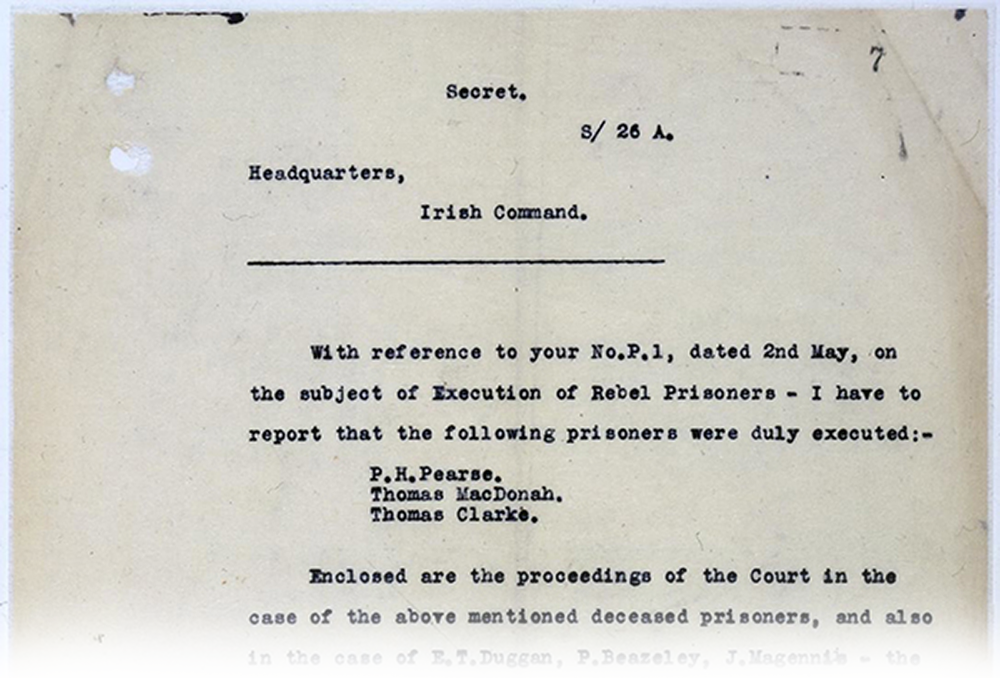 7
Secret.
S/ 26 A.
Headquarters,
Irish Command.
With reference to your No.P.1, dated 2nd May, on
the subject of Execution of Rebel Prisoners - I have to
report that the following prisoners were duly executed:-
P.H.Pearse.
Thomas MacDonah.
Thomas Clarke.
Enclosed are the proceedings of the Court in the
case of the above mentioned deceased prisoners, and also
in the case of E.T.Duggan, P.Beazeley, J.Magennis - the